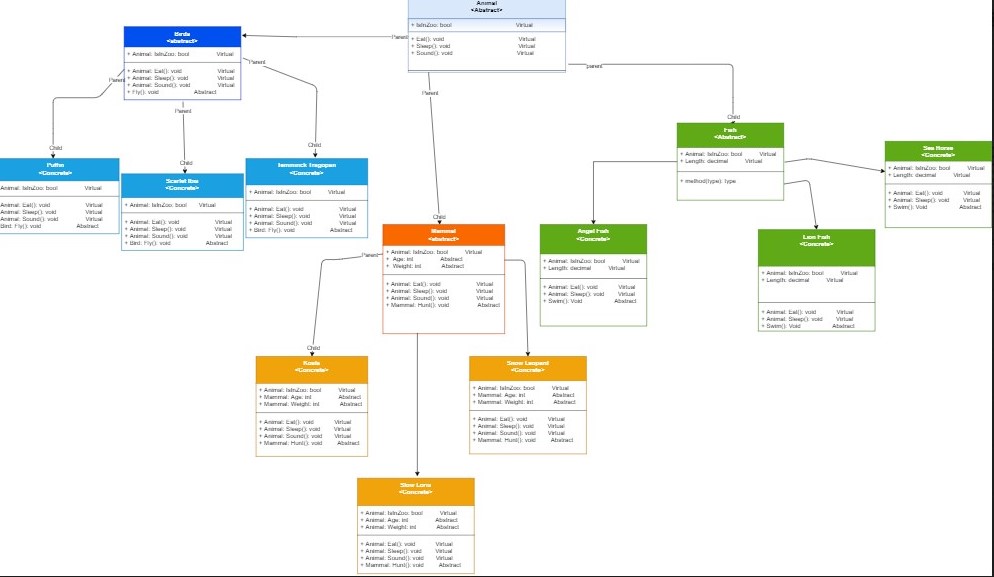 Animal
<Abstract>
+ IsInZoo: bool Virtual
+ Eat(): void Virtual
+ Sleep(): void Virtual
+ Sound(): void Virtual
Parent
parent
Parent
Birds
<abstract>
+ Animal: IsInZoo: bool Virtual
+ Animal: Eat(): void Virtual
+ Animal: Sleep(): void Virtual
+ Animal: Sound(): void Virtual
+ Fly(): void Abstract
Parent
Parent
Parent
Child
Child
Child
Child
Child
Puffin
<Concrete>
Animal: IsInZoo: bool Virtual
Animal: Eat(): void Virtual
Animal: Sleep(): void Virtual
Animal: Sound(): void Virtual
Bird: Fly(): void Abstract
Scarlet Ibis
<Concrete>
+ Animal: IsInZoo: bool Virtual
+ Animal: Eat(): void Virtual
+ Animal: Sleep(): void Virtual
+ Animal: Sound(): void Virtual
+ Bird: Fly(): void Abstract
Temminck Tragopan
<Concrete>
+ Animal: IsInZoo: bool Virtual
+ Animal: Eat(): void Virtual
+ Animal: Sleep(): void Virtual
+ Animal: Sound(): void Virtual
+ Bird: Fly(): void Abstract
Fish
<Abstract>
+ Animal: IsInZoo: bool Virtual
+ Length: decimal Virtual
+ method(type): type
Sea Horse
<Concrete>
+ Animal: IsInZoo: bool Virtual
+ Length: decimal Virtual
+ Animal: Eat(): void Virtual
+ Animal: Sleep(): void Virtual
+ Swim(): Void Abstract
Mammal
<abstract>
+ Animal: IsInZoo: bool Virtual
+ Age: int Abstract
+ Weight: int Abstract
+ Animal: Eat(): void Virtual
+ Animal: Sleep(): void Virtual
+ Animal: Sound(): void Virtual
+ Mammal: Hunt(): void Abstract
Parent
Child
Angel Fish
<Concrete>
+ Animal: IsInZoo: bool Virtual
+ Length: decimal Virtual
+ Animal: Eat(): void Virtual
+ Animal: Sleep(): void Virtual
+ Swim(): Void Abstract
Lion Fish
<Concrete>
+ Animal: IsInZoo: bool Virtual
+ Length: decimal Virtual
+ Animal: Eat(): void Virtual
+ Animal: Sleep(): void Virtual
+ Swim(): Void Abstract
Koala
<Concrete>
+ Animal: IsInZoo: bool Virtual
+ Mammal: Age: int Abstract
+ Mammal: Weight: int Abstract
+ Animal: Eat(): void Virtual
+ Animal: Sleep(): void Virtual
+ Animal: Sound(): void Virtual
+ Mammal: Hunt(): void Abstract
Snow Leopard
<Concrete>
+ Animal: IsInZoo: bool Virtual
+ Mammal: Age: int Abstract
+ Mammal: Weight: int Abstract
+ Animal: Eat(): void Virtual
+ Animal: Sleep(): void Virtual
+ Animal: Sound(): void Virtual
+ Mammal: Hunt(): void Abstract
Slow Loris
<Concrete>
+ Animal: IsInZoo: bool Virtual
+ Animal: Age: int Abstract
+ Animal: Weight: int Abstract
+ Animal: Eat(): void Virtual
+ Animal: Sleep(): void Virtual
+ Animal: Sound(): void Virtual
+ Mammal: Hunt(): void Abstract